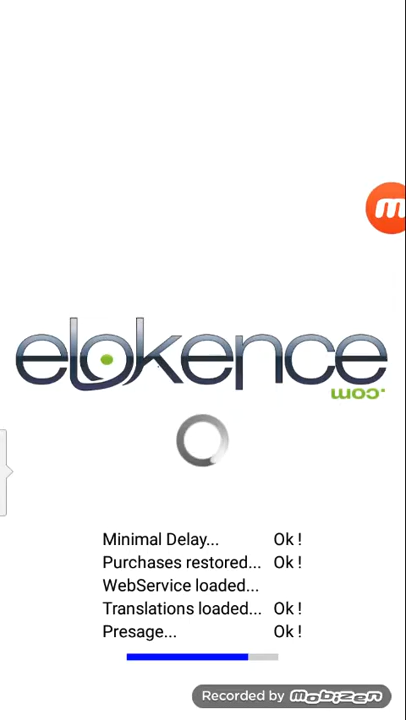 m
elokence
.com
Minimal Delay... Ok !
Purchases restored... Ok !
WebService loaded...
Translations loaded... Ok !
Presage... Ok !
Recorded by mobizen